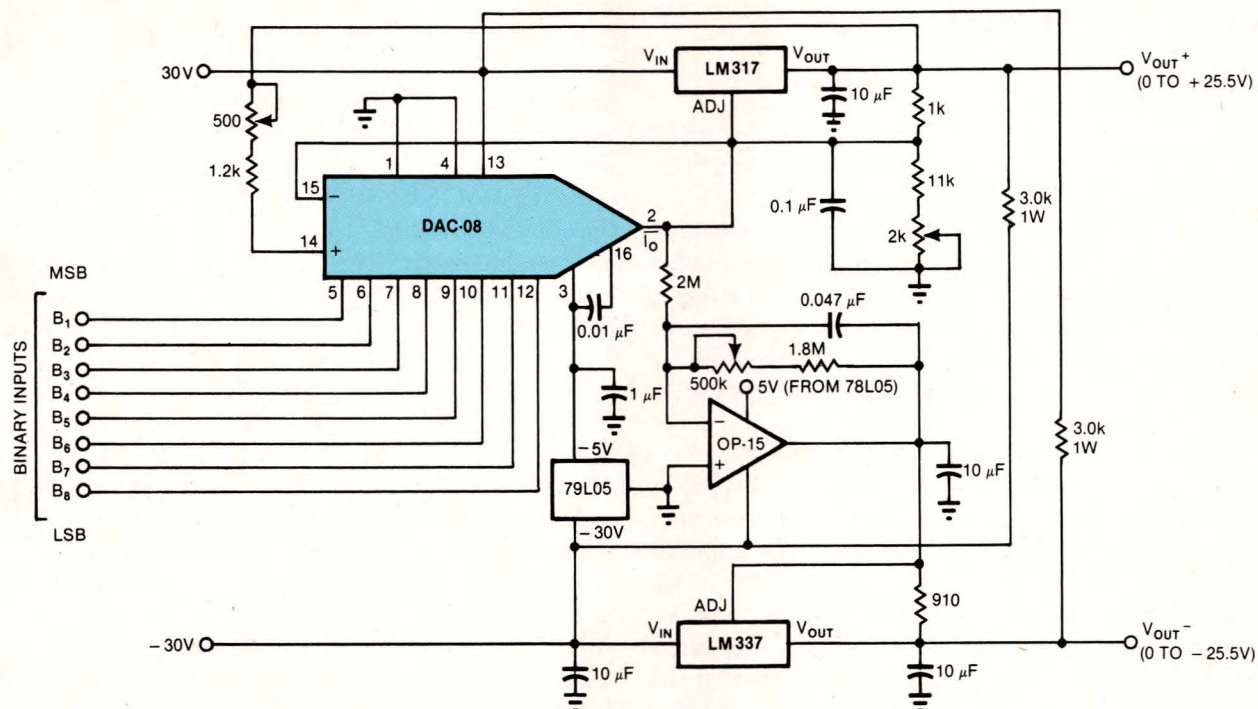 30V
V_IN
LM317
V_OUT
ADJ
10 μF
V_OUT+
(0 TO +25.5V)
500
1.2k
1k
11k
2k
0.1 μF
3.0k
1W
3.0k
1W
1
4
13
15
−
14
+
DAC-08
2
I̅o
16
3
5
6
7
8
9
10
11
12
MSB
BINARY INPUTS
B1
B2
B3
B4
B5
B6
B7
B8
LSB
0.01 μF
1 μF
2M
0.047 μF
1.8M
500k
5V (FROM 78L05)
−
OP-15
+
10 μF
−5V
79L05
−30V
ADJ
910
−30V
V_IN
LM337
V_OUT
10 μF
10 μF
V_OUT−
(0 TO −25.5V)